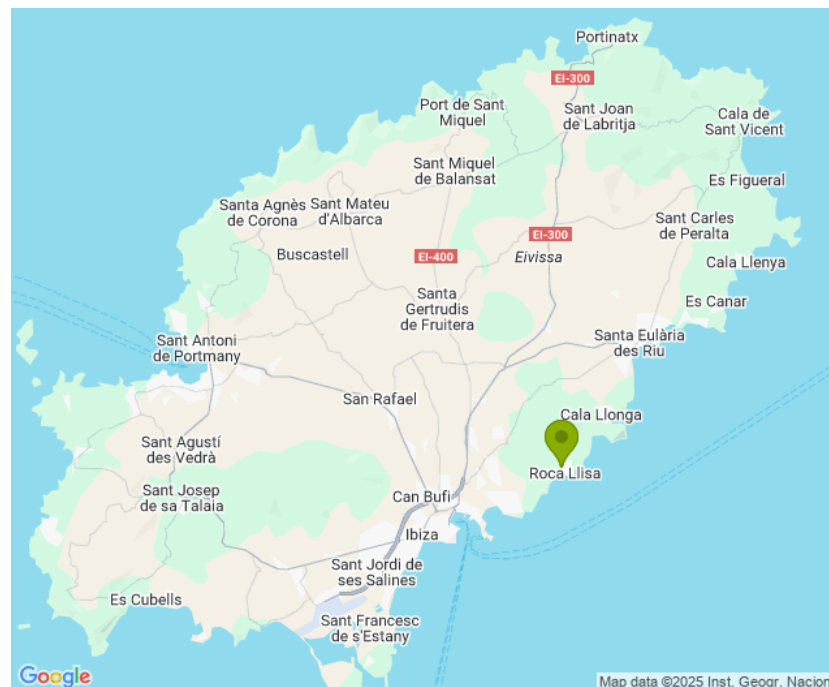 Portinatx
EI-300
Port de Sant
Miquel
Sant Joan
de Labritja
Cala de
Sant Vicent
Sant Miquel
de Balansat
Es Figueral
Santa Agnès
de Corona
Sant Mateu
d'Albarca
Sant Carles
de Peralta
EI-300
Buscastell
EI-400
Eivissa
Cala Llenya
Santa
Gertrudis
de Fruitera
Es Canar
Sant Antoni
de Portmany
Santa Eulària
des Riu
San Rafael
Cala Llonga
Sant Agustí
des Vedrà
Roca Llisa
Sant Josep
de sa Talaia
Can Bufi
Ibiza
Sant Jordi de
ses Salines
Es Cubells
Sant Francesc
de s'Estany
Google
Map data ©2025 Inst. Geogr. Nacion